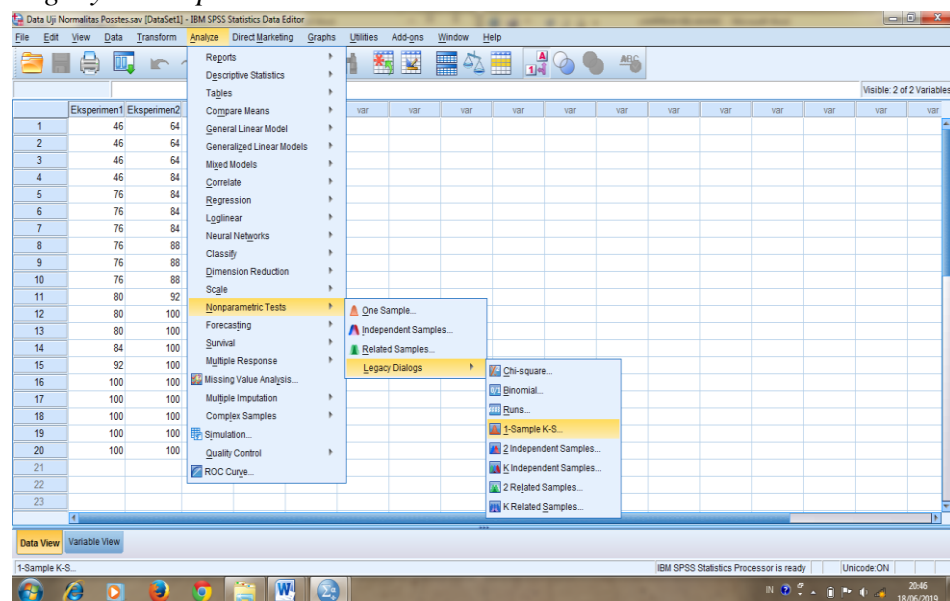 Data Uji Normalitas Posstes.sav [DataSet1] - IBM SPSS Statistics Data Editor
File Edit View Data Transform Analyze Direct Marketing Graphs Utilities Add-ons Window Help
Visible: 2 of 2 Variables
Eksperimen1 Eksperimen2 var var var var var var var var var var var var
1 46 64
2 46 64
3 46 64
4 46 84
5 76 84
6 76 84
7 76 84
8 76 88
9 76 88
10 76 88
11 80 92
12 80 100
13 80 100
14 84 100
15 92 100
16 100 100
17 100 100
18 100 100
19 100 100
20 100 100
21
22
23
Reports
Descriptive Statistics
Tables
Compare Means
General Linear Model
Generalized Linear Models
Mixed Models
Correlate
Regression
Loglinear
Neural Networks
Classify
Dimension Reduction
Scale
Nonparametric Tests
Forecasting
Survival
Multiple Response
Missing Value Analysis...
Multiple Imputation
Complex Samples
Simulation...
Quality Control
ROC Curve...
One Sample...
Independent Samples...
Related Samples...
Legacy Dialogs
Chi-square...
Binomial...
Runs...
1-Sample K-S...
2 Independent Samples...
K Independent Samples...
2 Related Samples...
K Related Samples...
Data View Variable View
1-Sample K-S...
IBM SPSS Statistics Processor is ready Unicode:ON
IN 20:46
18/06/2019